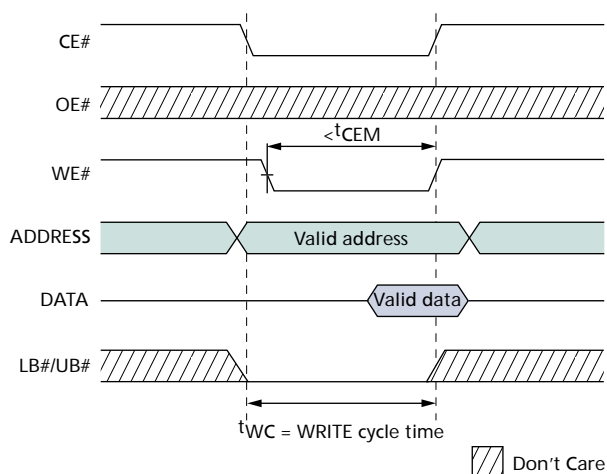 CE#
OE#
<tCEM
WE#
ADDRESS Valid address
DATA Valid data
LB#/UB#
tWC = WRITE cycle time
Don't Care